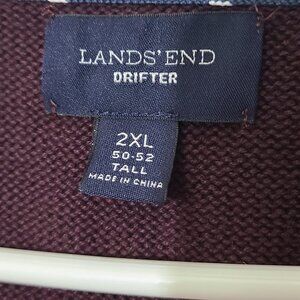 LANDS' END
DRIFTER
2XL
50-52
TALL
MADE IN CHINA